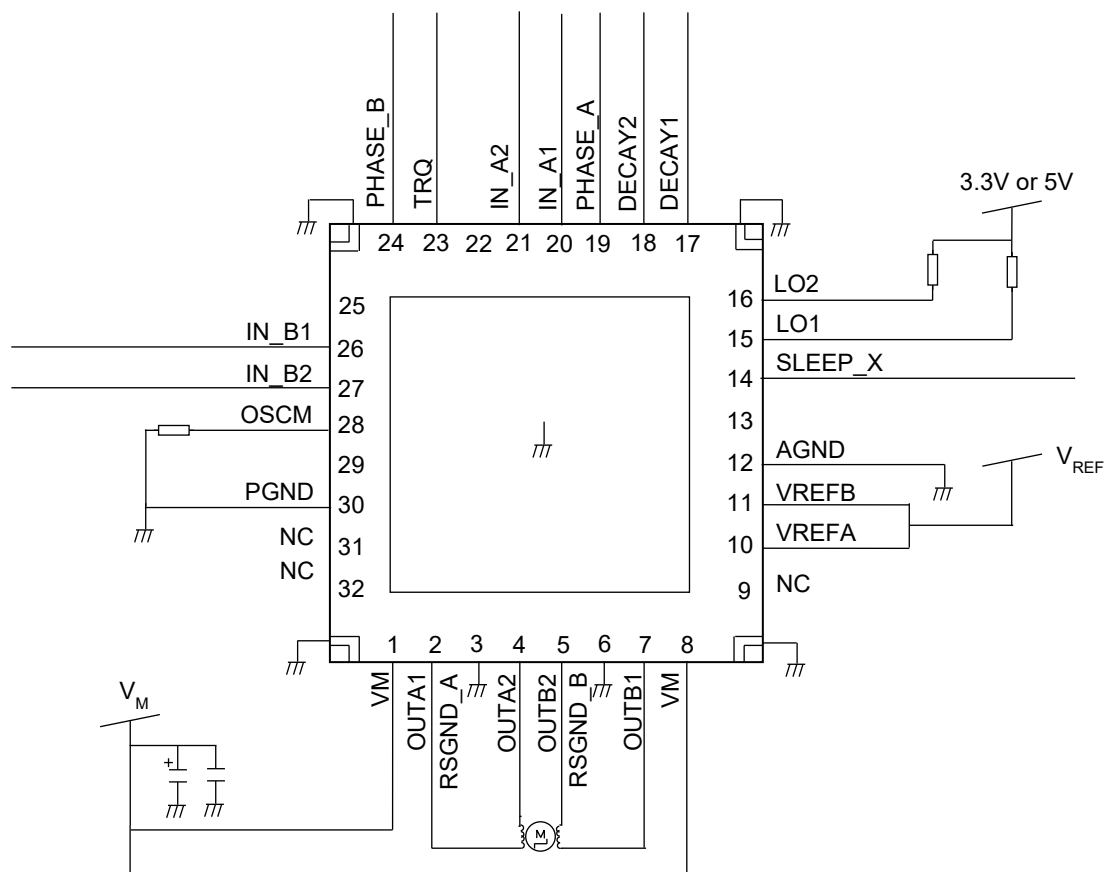 PHASE_B
TRQ
IN_A2
IN_A1
PHASE_A
DECAY2
DECAY1
3.3V or 5V
24 23 22 21 20 19 18 17
25
26
27
28
29
30
31
32
IN_B1
IN_B2
OSCM
PGND
NC
NC
16
15
14
13
12
11
10
9
LO2
LO1
SLEEP_X
AGND
VREFB
VREFA
NC
VREF
1 2 3 4 5 6 7 8
VM
OUTA1
RSGND_A
OUTA2
OUTB2
RSGND_B
OUTB1
VM
VM
+
M